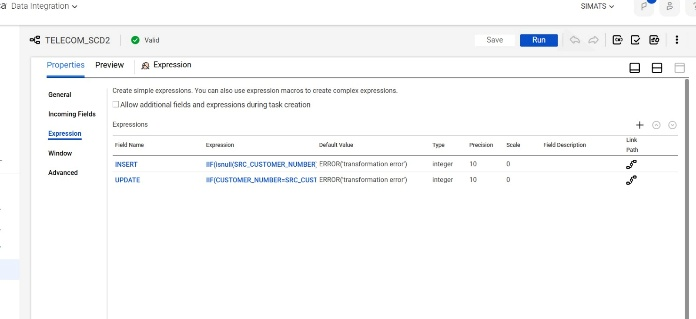 Data Integration
SIMATS
TELECOM_SCD2
Valid
Save
Run
Properties
Preview
Expression
General
Incoming Fields
Expression
Window
Advanced
Create simple expressions. You can also use expression macros to create complex expressions.
Allow additional fields and expressions during task creation
Expressions
Field Name Expression Default Value Type Precision Scale Field Description Link Path
INSERT IIF(isnull(SRC_CUSTOMER_NUMBER) ERROR('transformation error') integer 10 0
UPDATE IIF(CUSTOMER_NUMBER=SRC_CUST ERROR('transformation error') integer 10 0